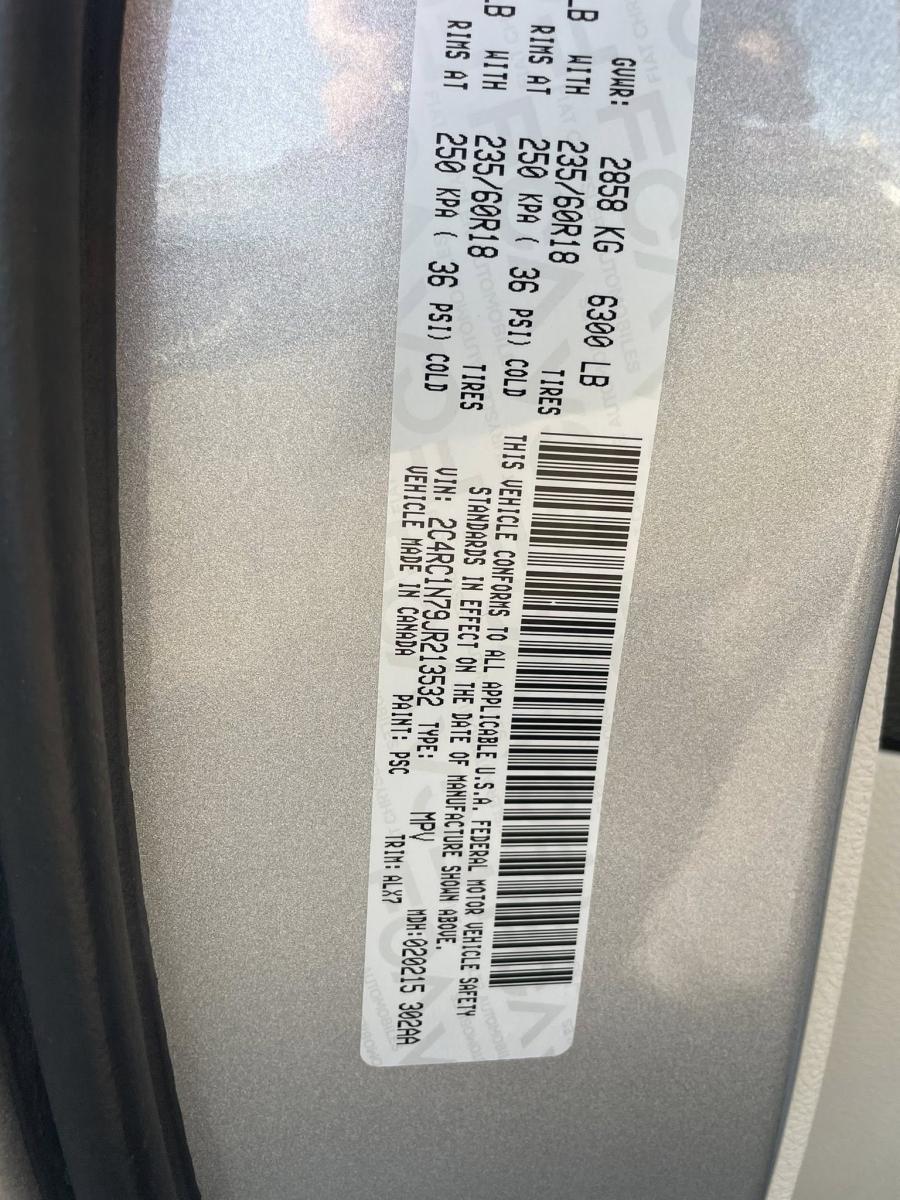 GVWR: 2858 KG 6300 LB
LB WITH 235/60R18 TIRES
RIMS AT 250 KPA ( 36 PSI) COLD
LB WITH 235/60R18 TIRES
RIMS AT 250 KPA ( 36 PSI) COLD
THIS VEHICLE CONFORMS TO ALL APPLICABLE U.S.A. FEDERAL MOTOR VEHICLE SAFETY
STANDARDS IN EFFECT ON THE DATE OF MANUFACTURE SHOWN ABOVE.
VIN: 2C4RC1N79JR213532 TYPE: MPV MDH:020215 302AA
VEHICLE MADE IN CANADA PAINT: PSC TRIM: ALX7